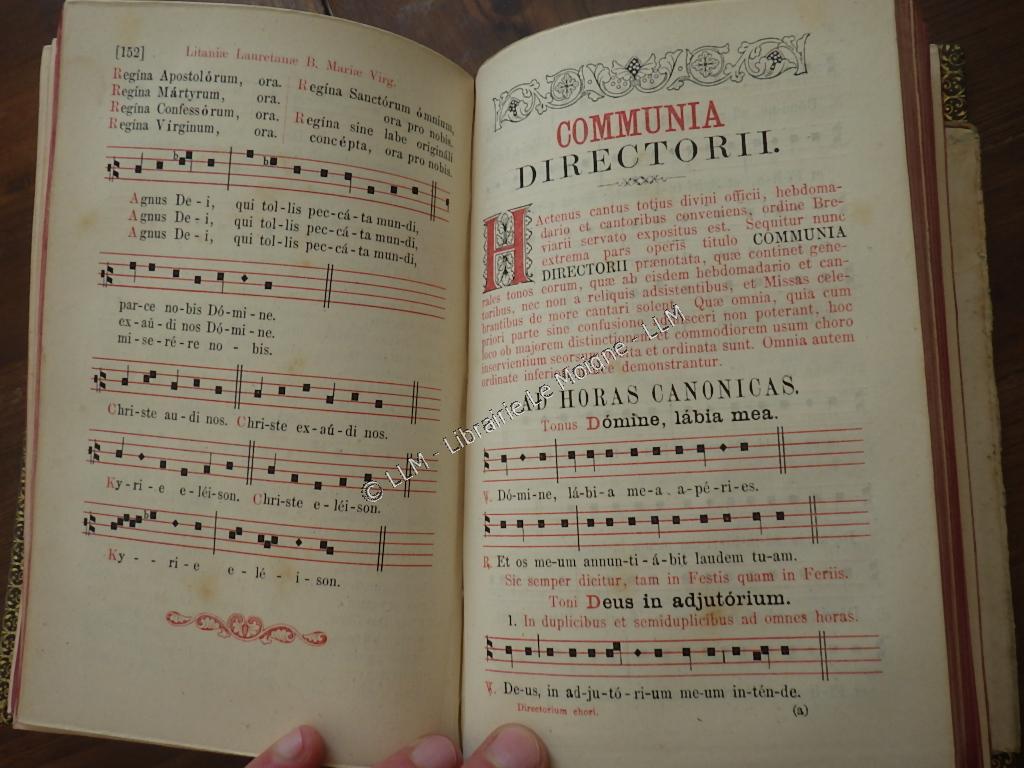 [152] Litaniæ Lauretanæ B. Mariæ Virg.
Regína Apostolórum, ora.
Regína Mártyrum, ora.
Regína Confessórum, ora.
Regína Vírginum, ora.
Regína Sanctórum ómnium,
ora pro nobis.
Regína sine labe origináli
concépta, ora pro nobis.
Agnus De-i, qui tol-lis pec-cá-ta mun-di,
Agnus De-i, qui tol-lis pec-cá-ta mun-di,
Agnus De-i, qui tol-lis pec-cá-ta mun-di,
par-ce no-bis Dó-mi-ne.
ex-aú-di nos Dómi-ne.
mi-se-ré-re no - bis.
Chri-ste au-di nos. Chri-ste ex-aú-di nos.
Ky-ri-e e-léi-son. Chri-ste e-léi-son.
Ky - - ri-e e-lé - i-son.
COMMUNIA
DIRECTORII.
HActenus cantus totjus divini officii, hebdoma-
dario et cantoribus conveniens, ordine Bre-
viarii servato expositus est. Sequitur nunc
extrema pars operis titulo COMMUNIA
DIRECTORII prænotata, quæ continet gene-
rales tonos eorum, quæ ab eisdem hebdomadario et can-
toribus, nec non a reliquis adsistentibus, et Missas cele-
brantibus de more cantari solent. Quæ omnia, quia cum
priori parte sine confusione addisceri non poterant, hoc
loco ob majorem distinctionem et commodiorem usum choro
inservientium seorsum et ordinata sunt. Omnia autem
ordinate demonstrantur.
AD HORAS CANONICAS.
Tonus Dómine, lábia mea.
℣. Dó-mi-ne, lá-bi-a me-a a-pé-ri-es.
℟. Et os me-um annun-ti-á-bit laudem tu-am.
Sic semper dicitur, tam in Festis quam in Feriis.
Toni Deus in adjutórium.
1. In duplicibus et semiduplicibus ad omnes horas.
℣. De-us, in ad-ju-tó-ri-um me-um in-tén-de.
Directorium chori. (a)
© LLM - Librairie Le Moigne - LLM